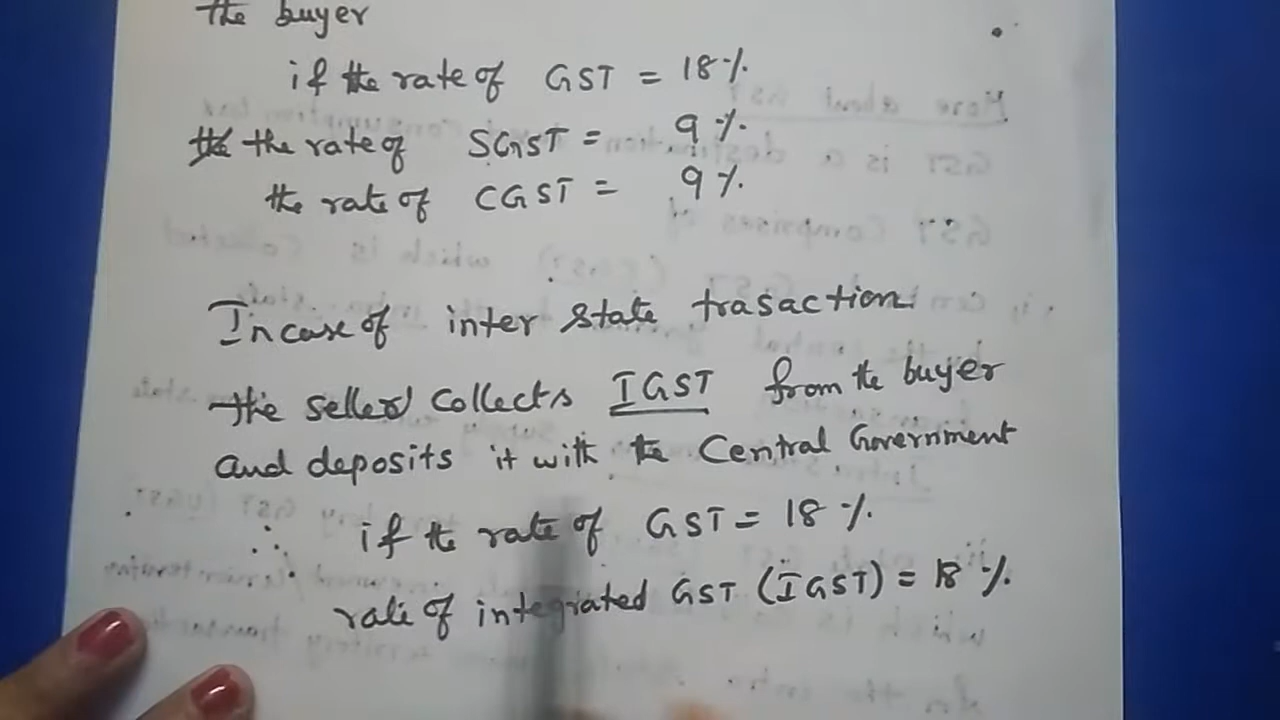 the buyer
if the rate of GST = 18%
the the rate of SGST = 9%
the rate of CGST = 9%
In case of inter state trasaction
the seller collects IGST from the buyer
and deposits it with the Central Government
∴ if the rate of GST = 18%
rate of integrated GST (IGST) = 18%